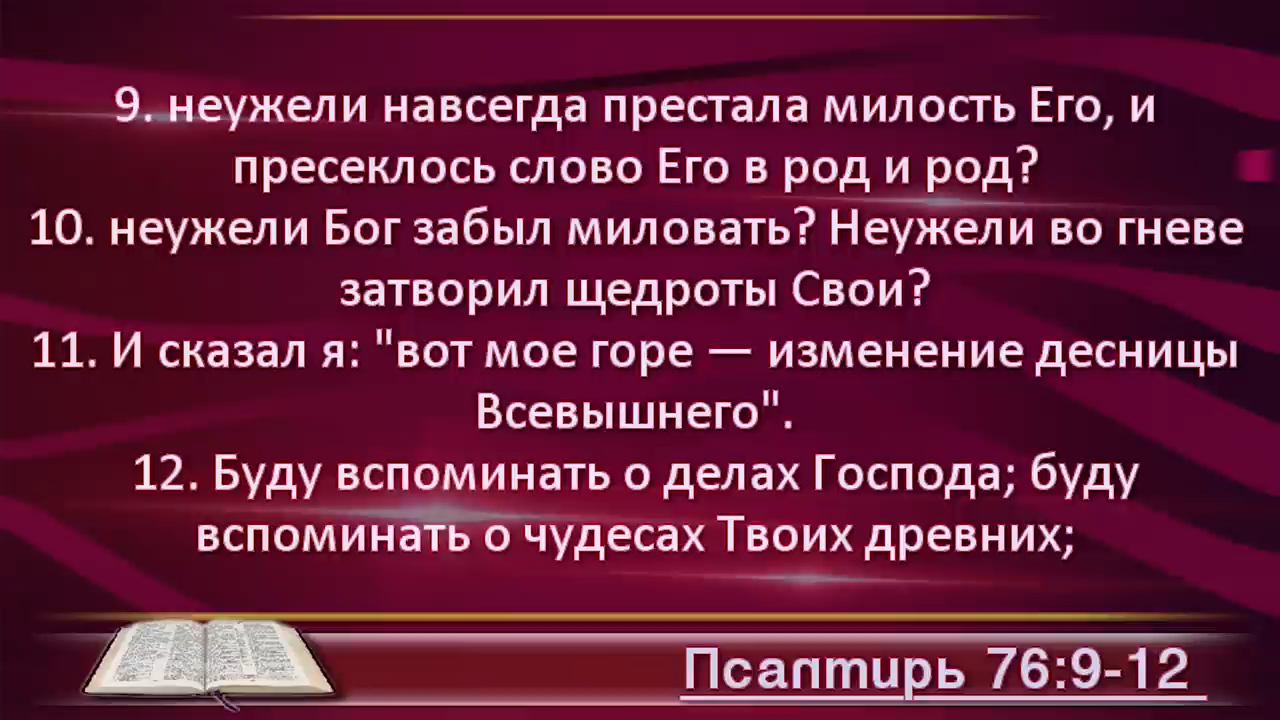 9. неужели навсегда престала милость Его, и
пресеклось слово Его в род и род?
10. неужели Бог забыл миловать? Неужели во гневе
затворил щедроты Свои?
11. И сказал я: "вот мое горе — изменение десницы
Всевышнего".
12. Буду вспоминать о делах Господа; буду
вспоминать о чудесах Твоих древних;
Псалтирь 76:9-12